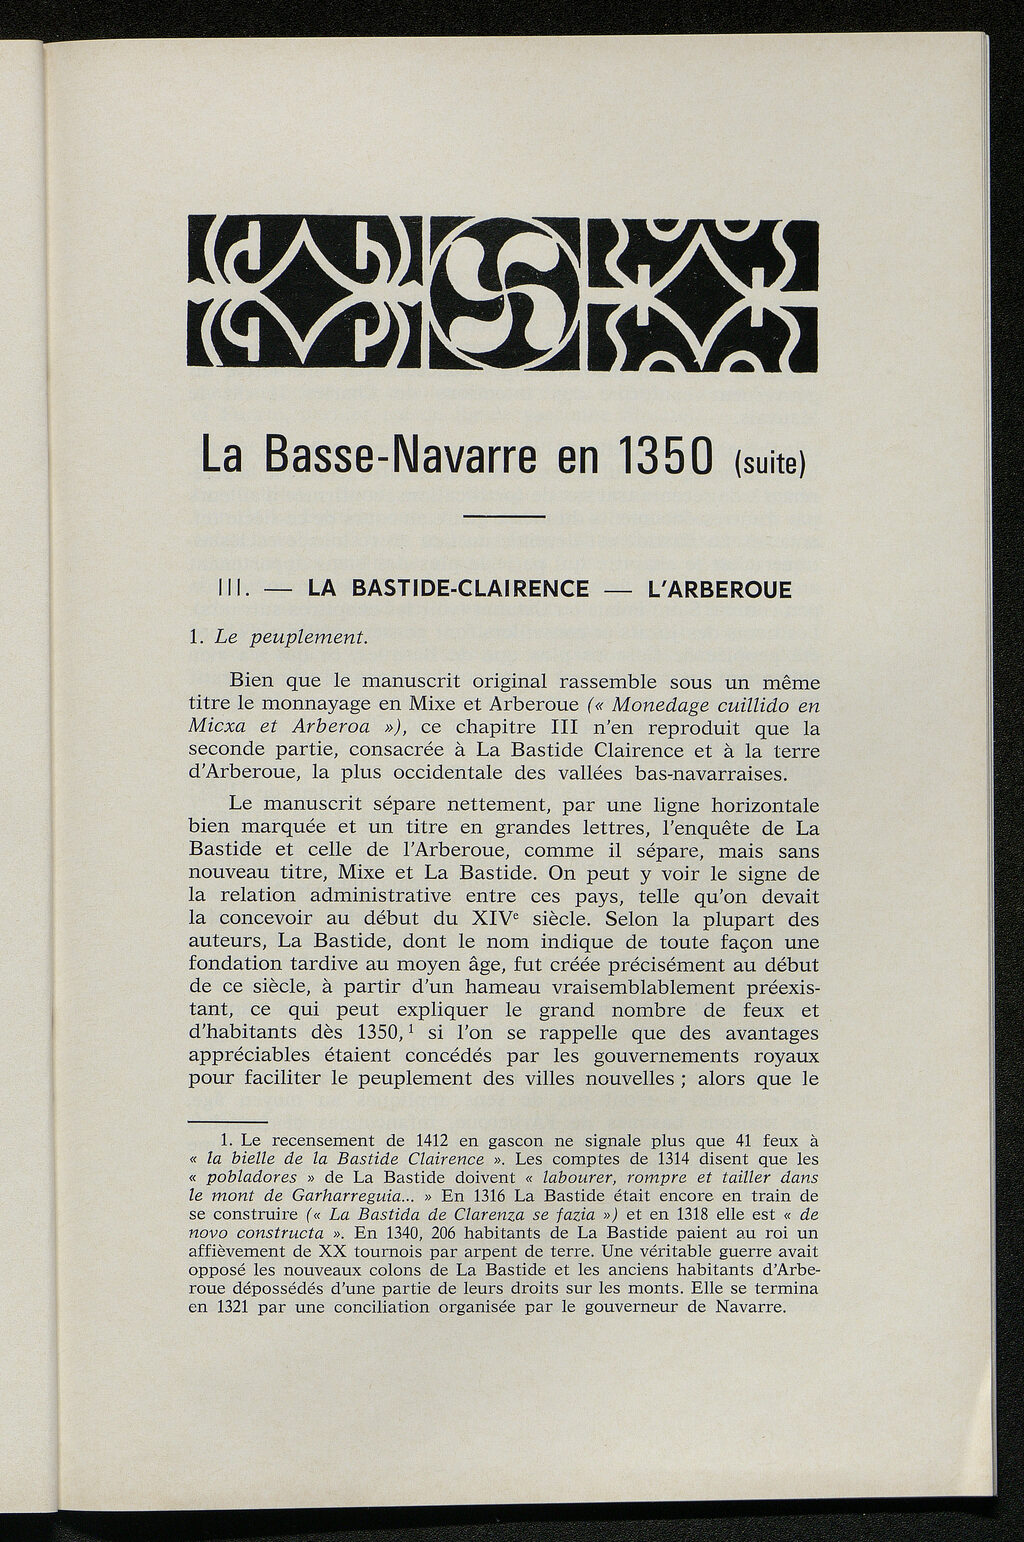 La Basse-Navarre en 1350 (suite)
III. — LA BASTIDE-CLAIRENCE — L'ARBEROUE
1. Le peuplement.
Bien que le manuscrit original rassemble sous un même
titre le monnayage en Mixe et Arberoue (« Monedage cuillido en
Micxa et Arberoa »), ce chapitre III n'en reproduit que la
seconde partie, consacrée à La Bastide Clairence et à la terre
d'Arberoue, la plus occidentale des vallées bas-navarraises.
Le manuscrit sépare nettement, par une ligne horizontale
bien marquée et un titre en grandes lettres, l'enquête de La
Bastide et celle de l'Arberoue, comme il sépare, mais sans
nouveau titre, Mixe et La Bastide. On peut y voir le signe de
la relation administrative entre ces pays, telle qu'on devait
la concevoir au début du XIVe siècle. Selon la plupart des
auteurs, La Bastide, dont le nom indique de toute façon une
fondation tardive au moyen âge, fut créée précisément au début
de ce siècle, à partir d'un hameau vraisemblablement préexis-
tant, ce qui peut expliquer le grand nombre de feux et
d'habitants dès 1350, 1 si l'on se rappelle que des avantages
appréciables étaient concédés par les gouvernements royaux
pour faciliter le peuplement des villes nouvelles ; alors que le
1. Le recensement de 1412 en gascon ne signale plus que 41 feux à
« la bielle de la Bastide Clairence ». Les comptes de 1314 disent que les
« pobladores » de La Bastide doivent « labourer, rompre et tailler dans
le mont de Garharreguia... » En 1316 La Bastide était encore en train de
se construire (« La Bastida de Clarenza se fazia ») et en 1318 elle est « de
novo constructa ». En 1340, 206 habitants de La Bastide paient au roi un
affièvement de XX tournois par arpent de terre. Une véritable guerre avait
opposé les nouveaux colons de La Bastide et les anciens habitants d'Arbe-
roue dépossédés d'une partie de leurs droits sur les monts. Elle se termina
en 1321 par une conciliation organisée par le gouverneur de Navarre.